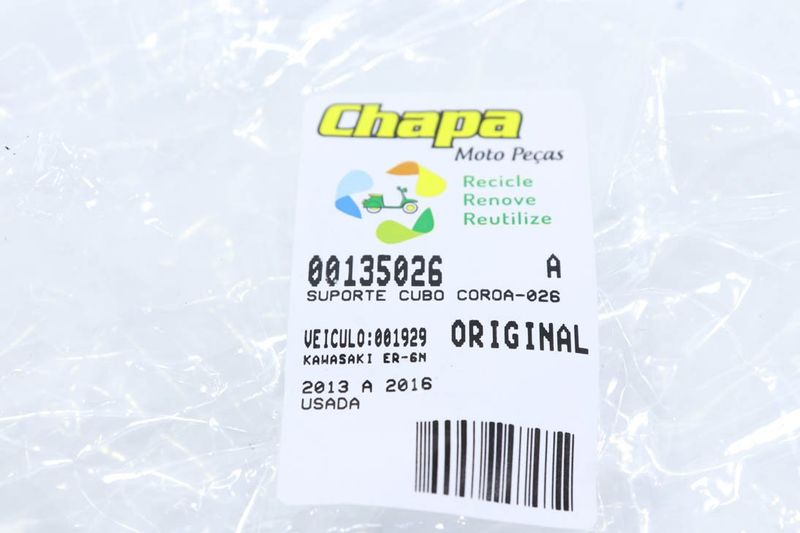 Chapa
Moto Peças
Recicle
Renove
Reutilize
00135026 A
SUPORTE CUBO COROA-026
VEICULO:001929 ORIGINAL
KAWASAKI ER-6N
2013 A 2016
USADA